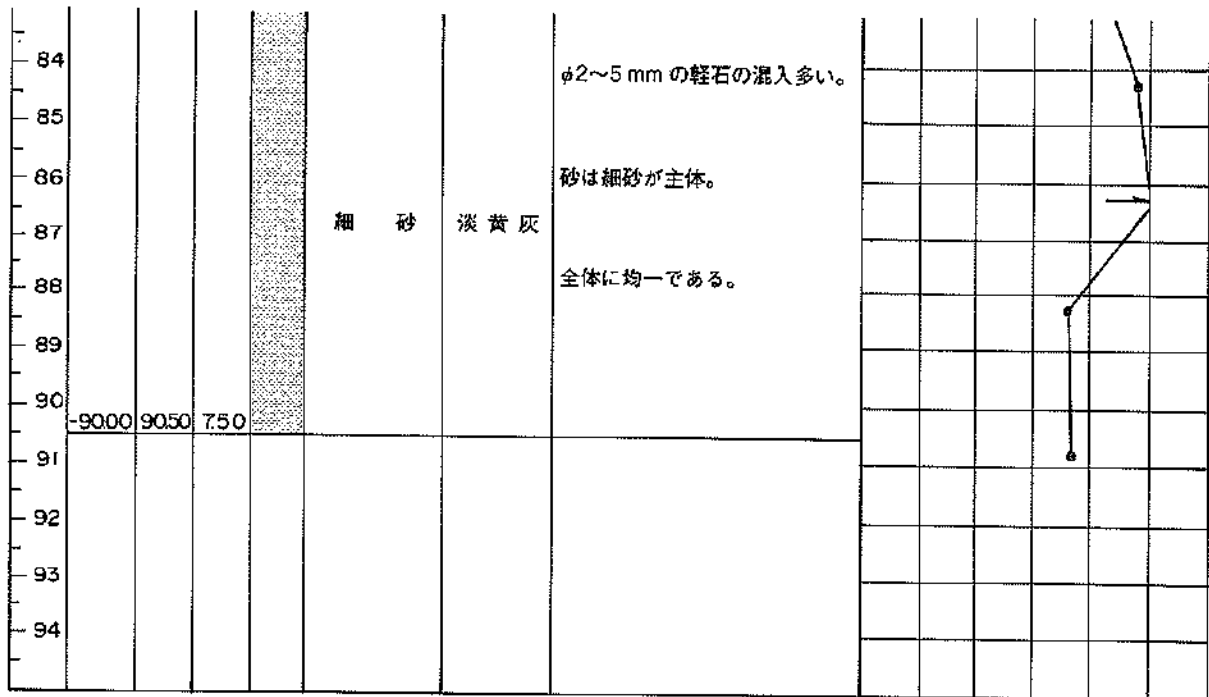 84
φ2～5 mm の軽石の混入多い。
85
86
砂は細砂が主体。
87
細 砂
淡 黄 灰
88
全体に均一である。
89
90
-90.00 90.50 7.50
91
92
93
94